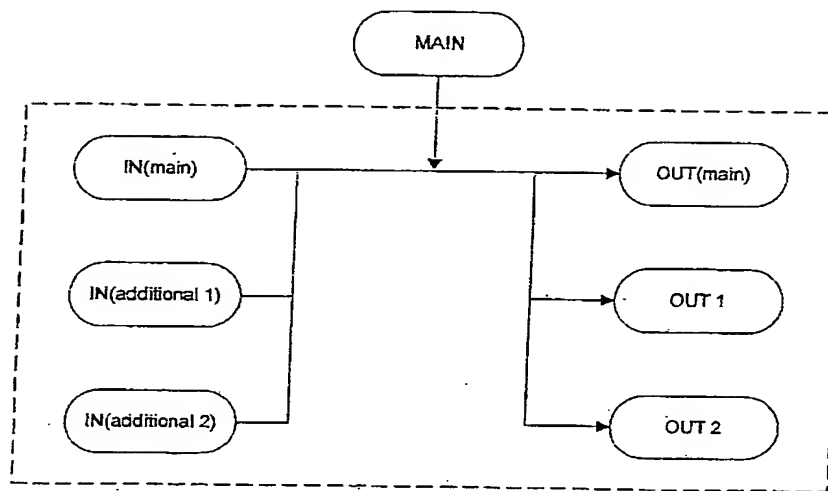 MAIN
IN(main)
OUT(main)
IN(additional 1)
OUT 1
IN(additional 2)
OUT 2